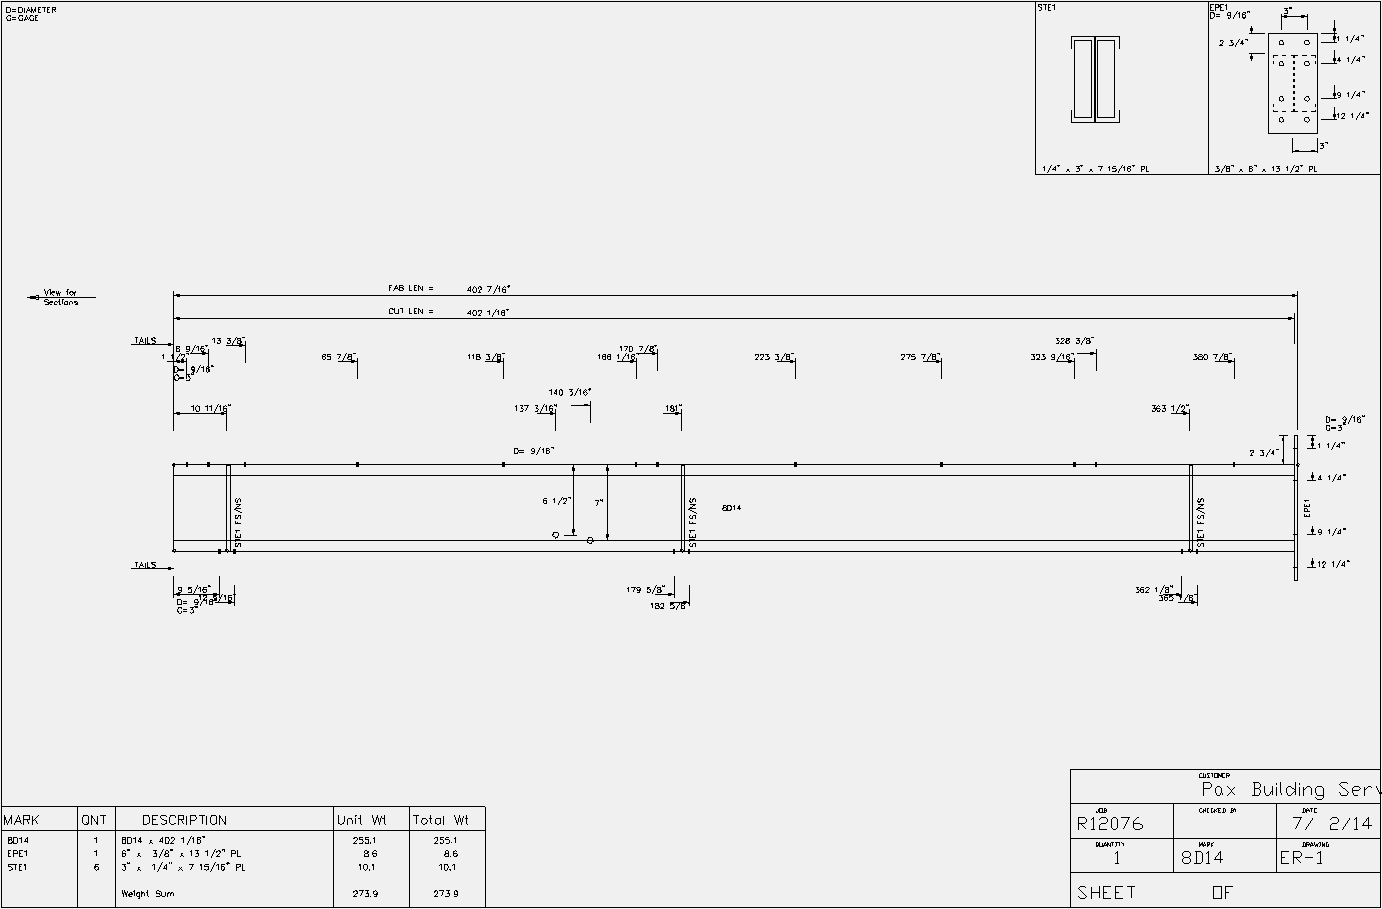 D=DIAMETER
G=GAGE
STE1
1/4" x 3" x 7 15/16" PL
EPE1
D= 9/16"
3"
2 3/4"
1 1/4"
4 1/4"
9 1/4"
12 1/4"
3"
3/8" x 6" x 13 1/2" PL
View for
Sections
FAB LEN = 402 7/16"
CUT LEN = 402 1/16"
TAILS
1 1/2"
6 9/16"
13 3/8"
65 7/8"
118 3/8"
166 1/16"
170 7/8"
223 3/8"
275 7/8"
323 9/16"
328 3/8"
380 7/8"
D= 9/16"
G=3"
10 11/16"
137 3/16"
140 3/16"
181"
363 1/2"
D= 9/16"
G=3"
D= 9/16"
2 3/4"
1 1/4"
4 1/4"
9 1/4"
12 1/4"
EPE1
STE1 FS/NS
6 1/2"
7"
STE1 FS/NS
8D14
STE1 FS/NS
TAILS
9 5/16"
D= 9/16"
G=3"
179 5/8"
182 5/8"
362 1/8"
365 1/8"
MARK QNT DESCRIPTION Unit Wt Total Wt
8D14 1 8D14 x 402 1/16" 255.1 255.1
EPE1 1 6" x 3/8" x 13 1/2" PL 8.6 8.6
STE1 6 3" x 1/4" x 7 15/16" PL 10.1 10.1
Weight Sum 273.9 273.9
CUSTOMER
Pax Building Serv
JOB
R12076
CHECKED BY
DATE
7/ 2/14
QUANTITY
1
MARK
8D14
DRAWING
ER-1
SHEET OF